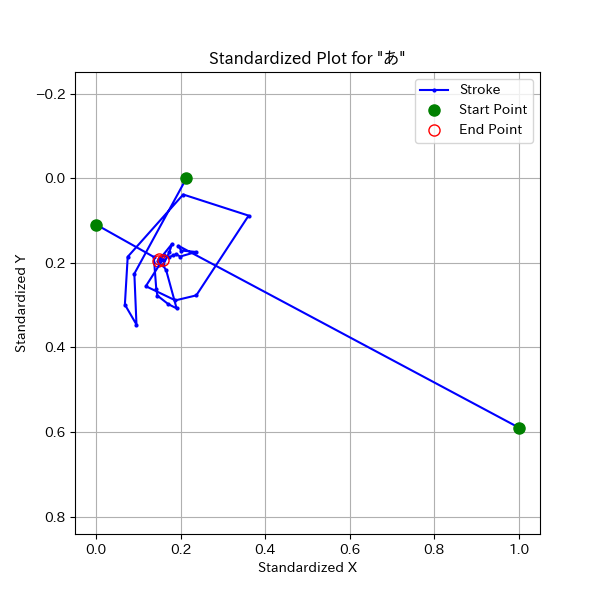 Standardized Plot for "あ"
Stroke
Start Point
End Point
−0.2
0.0
0.2
0.4
0.6
0.8
Standardized Y
0.0 0.2 0.4 0.6 0.8 1.0
Standardized X